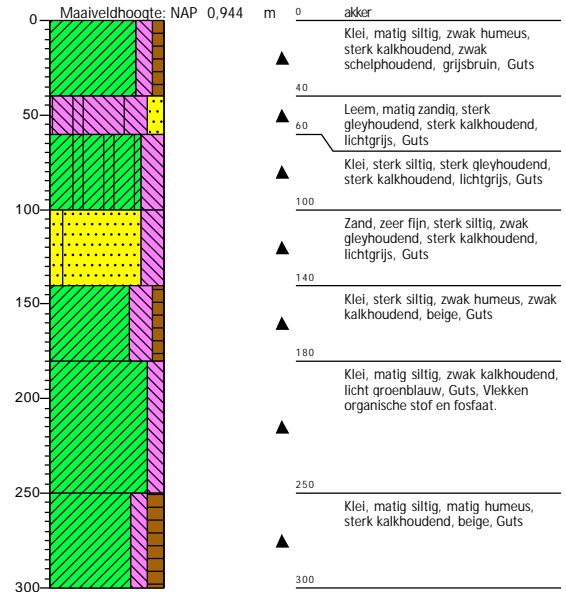 Maaiveldhoogte: NAP 0,944 m
0
50
100
150
200
250
300
0 akker
Klei, matig siltig, zwak humeus,
sterk kalkhoudend, zwak
schelphoudend, grijsbruin, Guts
40
Leem, matig zandig, sterk
gleyhoudend, sterk kalkhoudend,
lichtgrijs, Guts
60
Klei, sterk siltig, sterk gleyhoudend,
sterk kalkhoudend, lichtgrijs, Guts
100
Zand, zeer fijn, sterk siltig, zwak
gleyhoudend, sterk kalkhoudend,
lichtgrijs, Guts
140
Klei, sterk siltig, zwak humeus, zwak
kalkhoudend, beige, Guts
180
Klei, matig siltig, zwak kalkhoudend,
licht groenblauw, Guts, Vlekken
organische stof en fosfaat.
250
Klei, matig siltig, matig humeus,
sterk kalkhoudend, beige, Guts
300